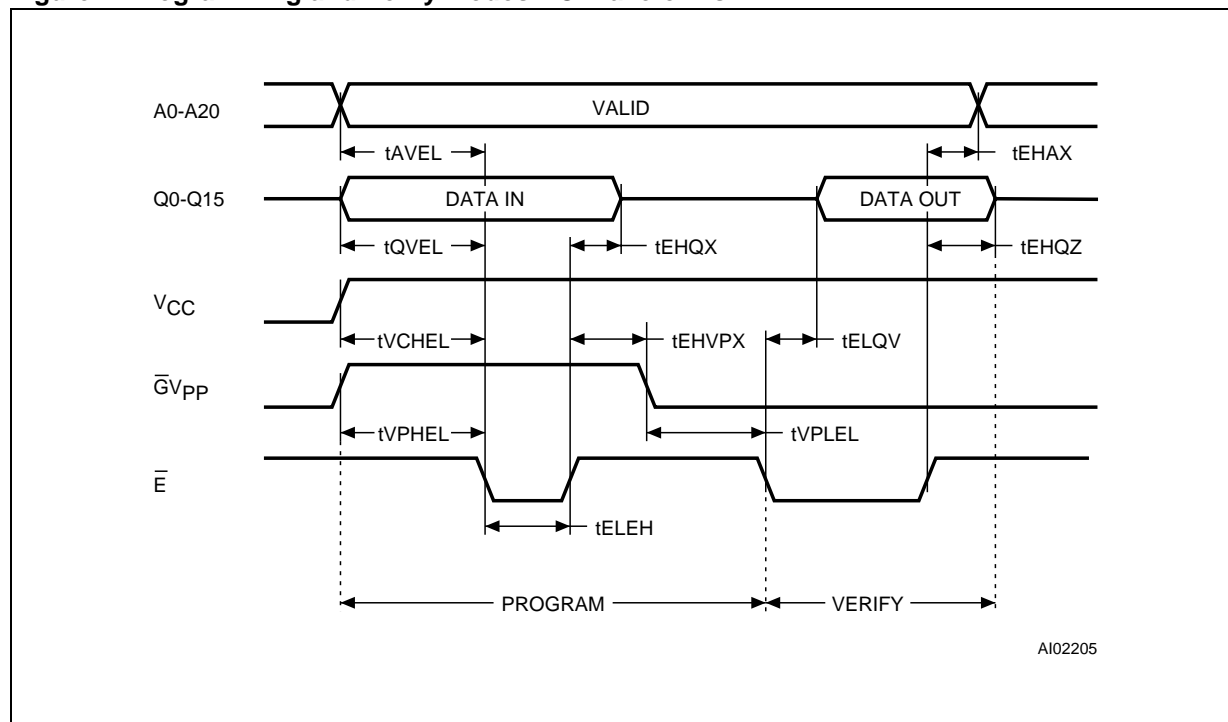 A0-A20
VALID
tAVEL
tEHAX
Q0-Q15
DATA IN
DATA OUT
tQVEL
tEHQX
tEHQZ
VCC
tVCHEL
tEHVPX
tELQV
G̅VPP
tVPHEL
tVPLEL
E̅
tELEH
PROGRAM
VERIFY
AI02205